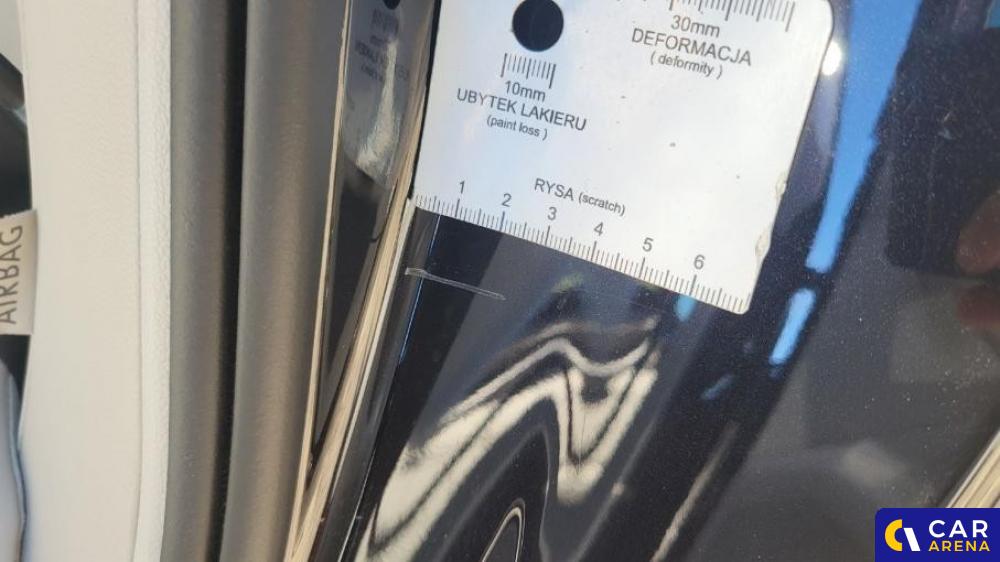 30mm
DEFORMACJA
( deformity )
10mm
UBYTEK LAKIERU
(paint loss )
RYSA (scratch)
1 2 3 4 5 6
AIRBAG
CAR
ARENA